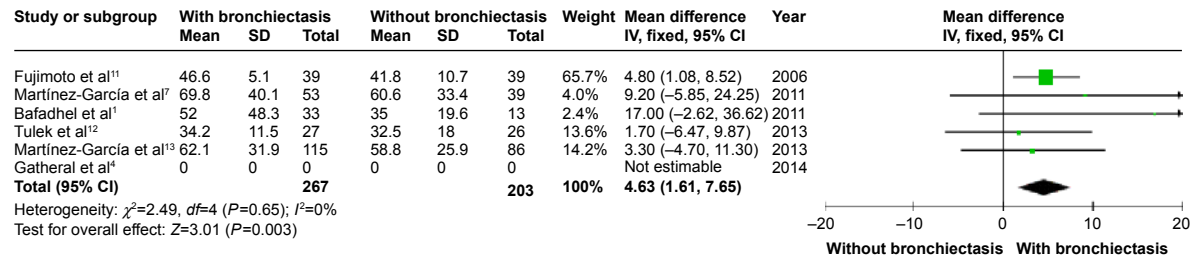 Study or subgroup With bronchiectasis Without bronchiectasis Weight Mean difference Year Mean difference
Mean SD Total Mean SD Total IV, fixed, 95% CI IV, fixed, 95% CI
Fujimoto et al¹¹ 46.6 5.1 39 41.8 10.7 39 65.7% 4.80 (1.08, 8.52) 2006
Martínez-García et al⁷ 69.8 40.1 53 60.6 33.4 39 4.0% 9.20 (–5.85, 24.25) 2011
Bafadhel et al¹ 52 48.3 33 35 19.6 13 2.4% 17.00 (–2.62, 36.62) 2011
Tulek et al¹² 34.2 11.5 27 32.5 18 26 13.6% 1.70 (–6.47, 9.87) 2013
Martínez-García et al¹³ 62.1 31.9 115 58.8 25.9 86 14.2% 3.30 (–4.70, 11.30) 2013
Gatheral et al⁴ 0 0 0 0 0 0 Not estimable 2014
Total (95% CI) 267 203 100% 4.63 (1.61, 7.65)
Heterogeneity: χ²=2.49, df=4 (P=0.65); I²=0%
Test for overall effect: Z=3.01 (P=0.003)
–20 –10 0 10 20
Without bronchiectasis With bronchiectasis